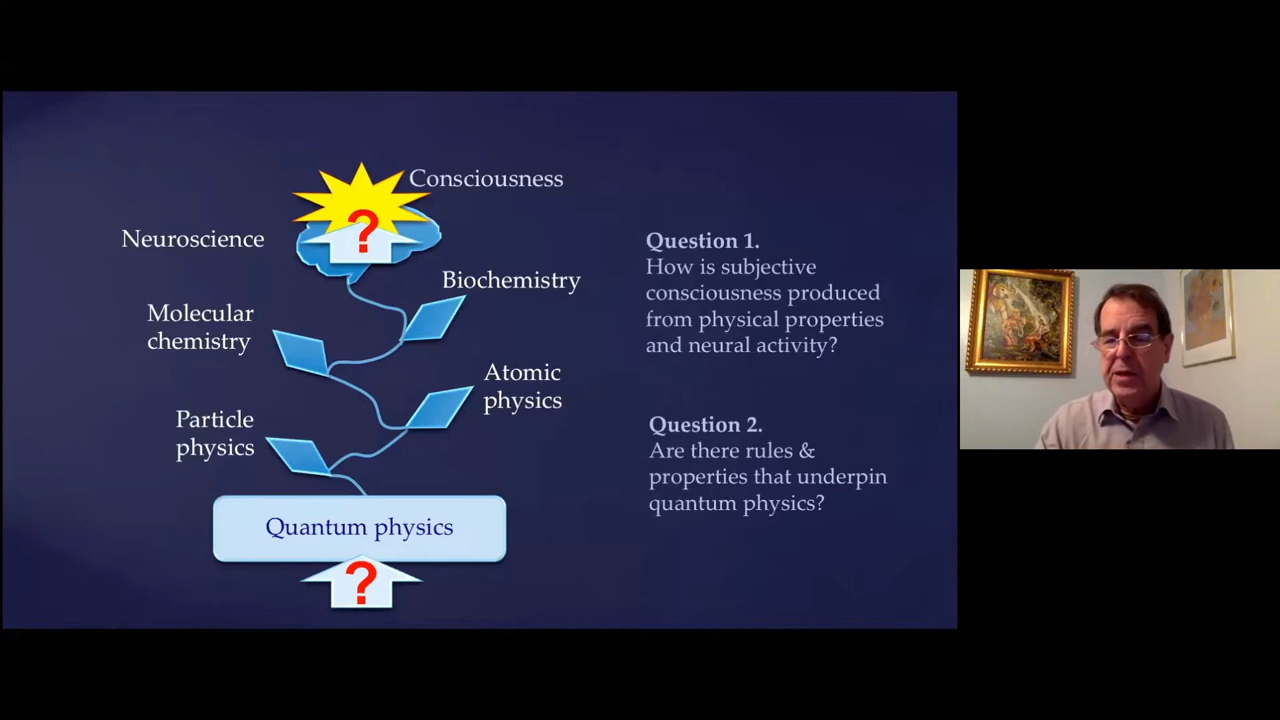 Consciousness
?
Neuroscience
Biochemistry
Molecular
chemistry
Atomic
physics
Particle
physics
Quantum physics
?
Question 1.
How is subjective
consciousness produced
from physical properties
and neural activity?
Question 2.
Are there rules &
properties that underpin
quantum physics?